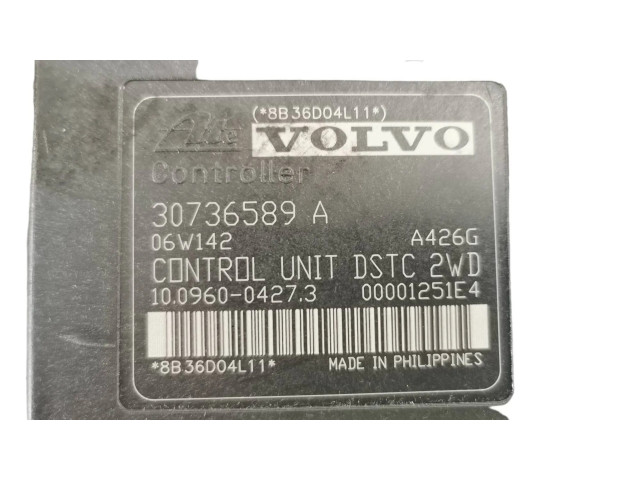 (*8B36D04L11*)
Ate VOLVO
Controller
30736589 A
06W142 A426G
CONTROL UNIT DSTC 2WD
10.0960-0427.3 00001251E4
*8B36D04L11* MADE IN PHILIPPINES